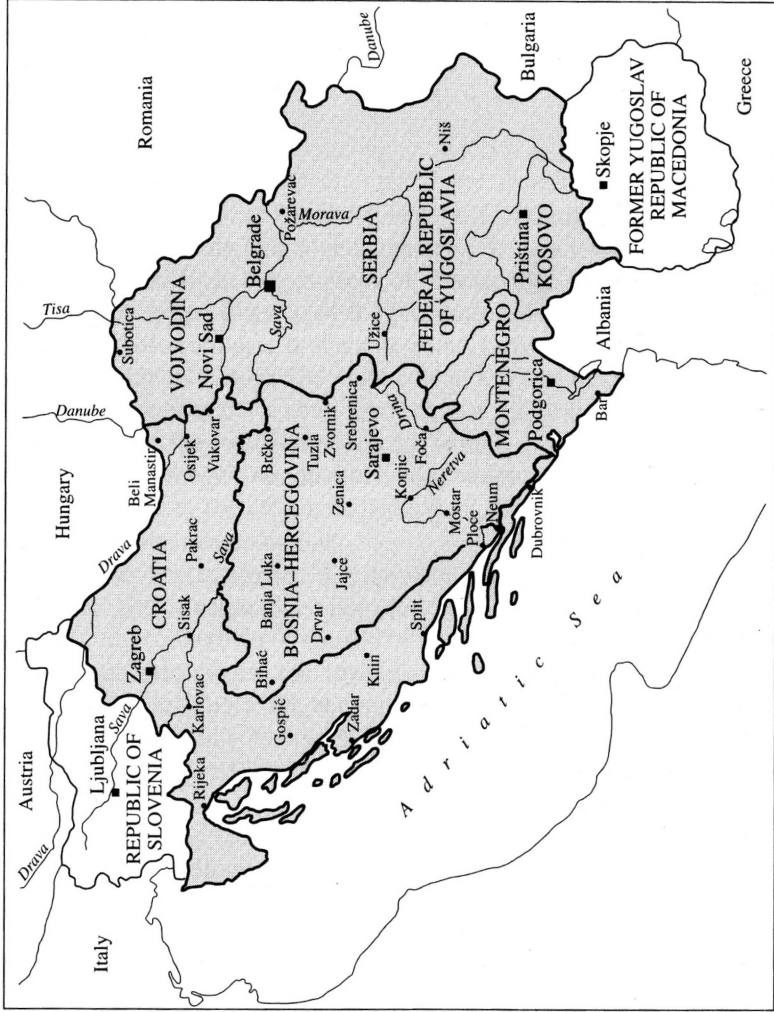 Austria
Hungary
Romania
Italy
Drava
Drava
Danube
Tisa
Danube
Ljubljana
REPUBLIC OF
SLOVENIA
Sava
Zagreb
CROATIA
Beli
Manastir
Subotica
VOJVODINA
Novi Sad
Osijek
Vukovar
Rijeka
Karlovac
Sisak
Pakrac
Sava
Sava
Belgrade
Požarevac
Morava
Gospić
Bihać
Banja Luka
Brčko
BOSNIA–HERCEGOVINA
Tuzla
Zvornik
Drvar
Jajce
Zenica
Srebrenica
Sarajevo
Drina
Užice
SERBIA
FEDERAL REPUBLIC
OF YUGOSLAVIA
Niš
Bulgaria
Zadar
Knin
Split
Konjic
Foča
Neretva
Mostar
Ploce
Neum
Dubrovnik
MONTENEGRO
Podgorica
Bar
Priština
KOSOVO
Albania
Skopje
FORMER YUGOSLAV
REPUBLIC OF
MACEDONIA
Greece
Adriatic Sea